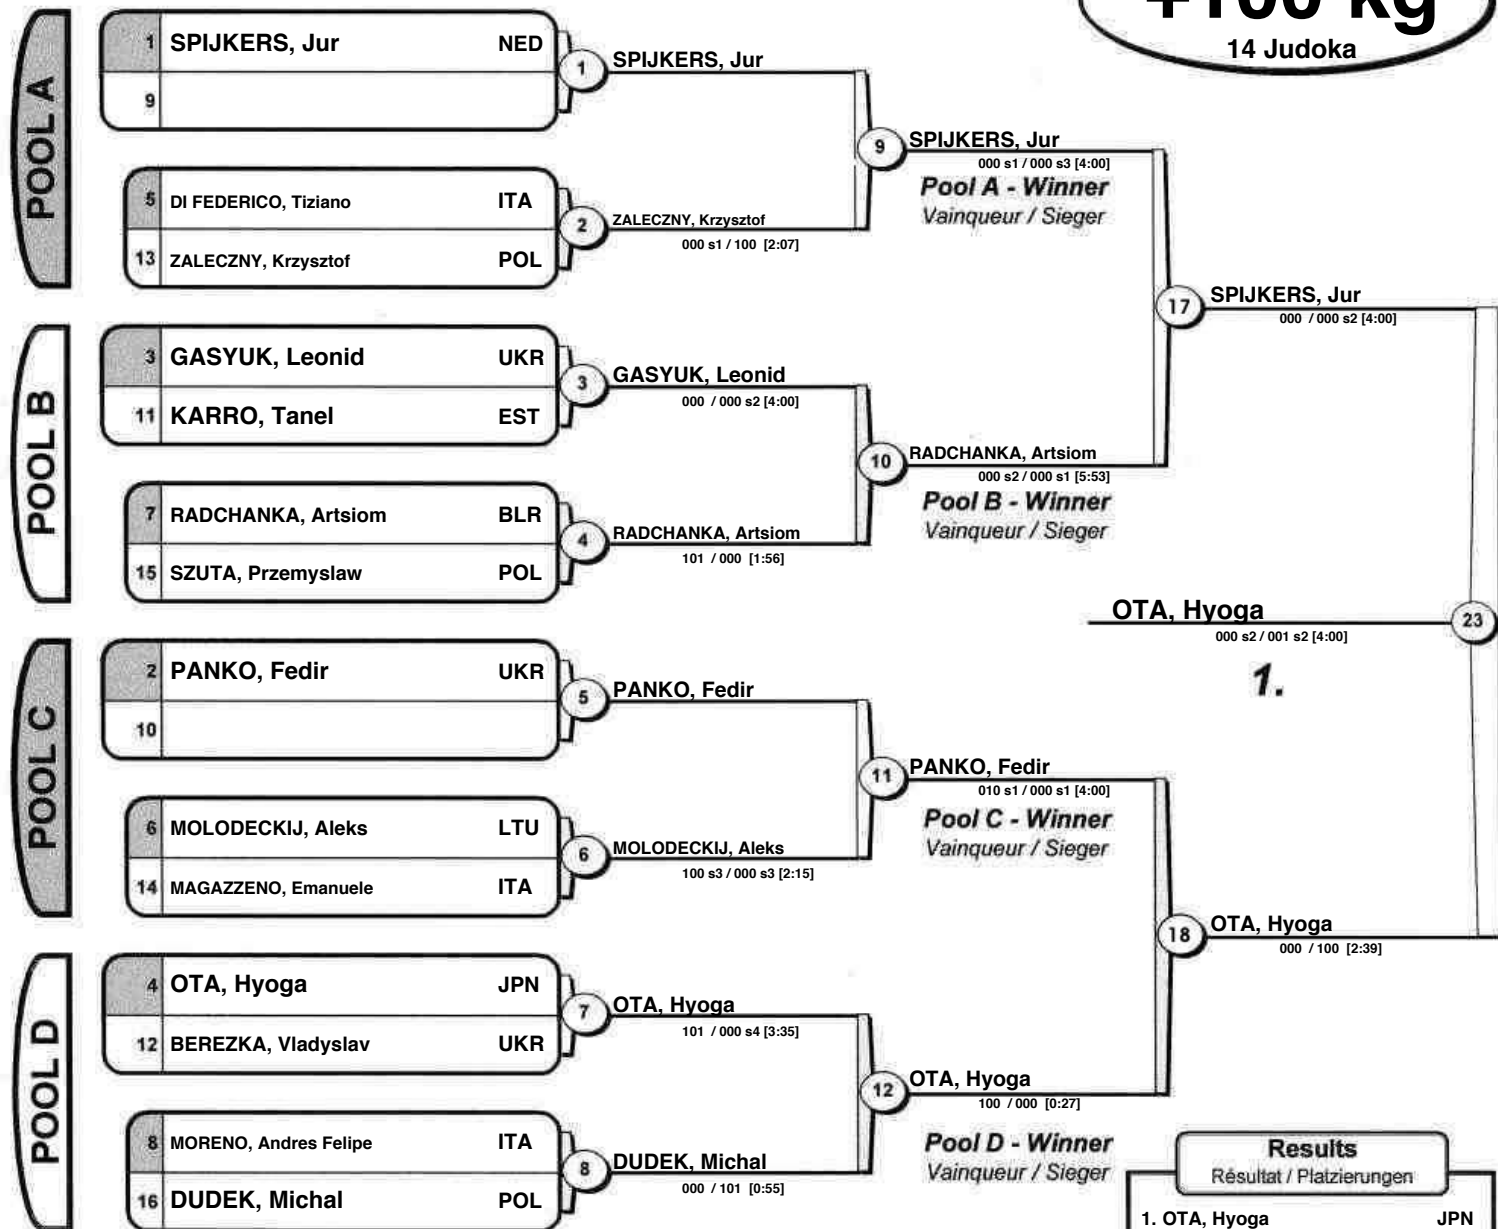 +100 kg
14 Judoka
POOL A
1 SPIJKERS, Jur NED
9
1
SPIJKERS, Jur
5 DI FEDERICO, Tiziano ITA
13 ZALECZNY, Krzysztof POL
2
ZALECZNY, Krzysztof
000 s1 / 100 [2:07]
9
SPIJKERS, Jur
000 s1 / 000 s3 [4:00]
Pool A - Winner
Vainqueur / Sieger
POOL B
3 GASYUK, Leonid UKR
11 KARRO, Tanel EST
3
GASYUK, Leonid
000 / 000 s2 [4:00]
7 RADCHANKA, Artsiom BLR
15 SZUTA, Przemyslaw POL
4
RADCHANKA, Artsiom
101 / 000 [1:56]
10
RADCHANKA, Artsiom
000 s2 / 000 s1 [5:53]
Pool B - Winner
Vainqueur / Sieger
17
SPIJKERS, Jur
000 / 000 s2 [4:00]
OTA, Hyoga
23
000 s2 / 001 s2 [4:00]
1.
POOL C
2 PANKO, Fedir UKR
10
5
PANKO, Fedir
6 MOLODECKIJ, Aleks LTU
14 MAGAZZENO, Emanuele ITA
6
MOLODECKIJ, Aleks
100 s3 / 000 s3 [2:15]
11
PANKO, Fedir
010 s1 / 000 s1 [4:00]
Pool C - Winner
Vainqueur / Sieger
POOL D
4 OTA, Hyoga JPN
12 BEREZKA, Vladyslav UKR
7
OTA, Hyoga
101 / 000 s4 [3:35]
8 MORENO, Andres Felipe ITA
16 DUDEK, Michal POL
8
DUDEK, Michal
000 / 101 [0:55]
12
OTA, Hyoga
100 / 000 [0:27]
Pool D - Winner
Vainqueur / Sieger
18
OTA, Hyoga
000 / 100 [2:39]
Results
Résultat / Platzierungen
1. OTA, Hyoga JPN